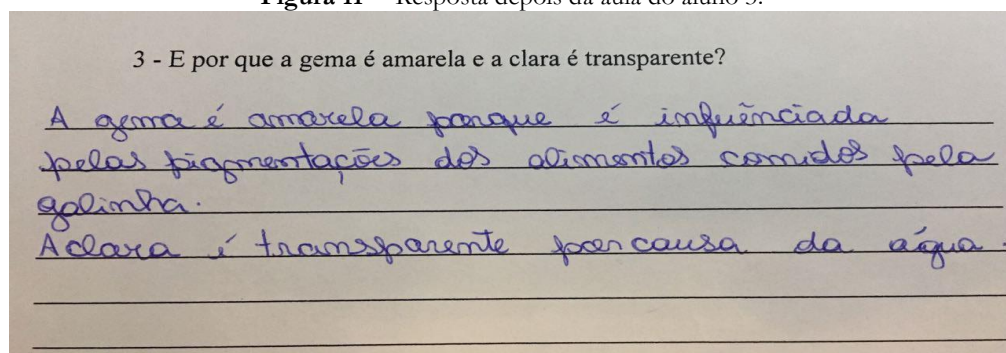 Figura 11 – Resposta depois da aula do aluno 3.
3 - E por que a gema é amarela e a clara é transparente?
A gema é amarela porque é infuênciada
pelas pigmentações dos alimentos comidos pela
galinha.
A clara é transparente por causa da água.